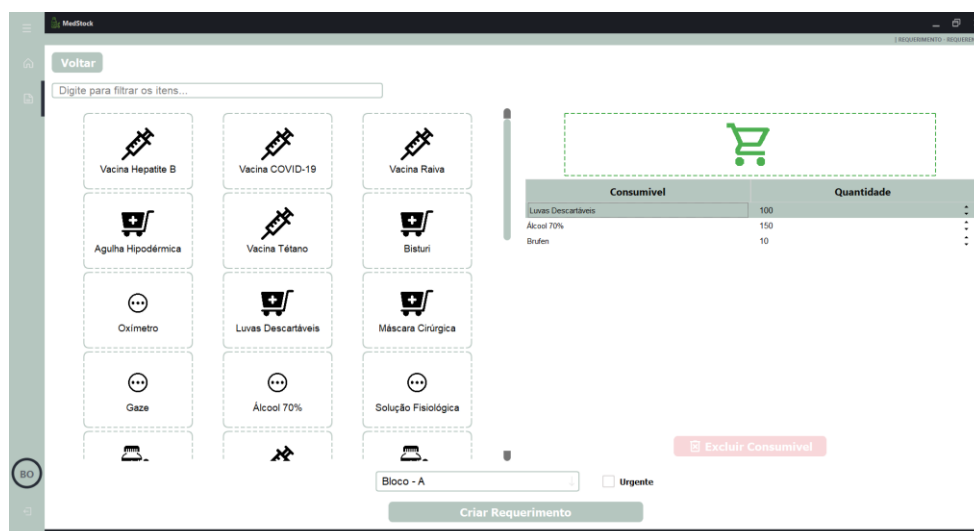 MedStock
| REQUERIMENTO - REQUEREN
Voltar
Digite para filtrar os itens...
Vacina Hepatite B
Vacina COVID-19
Vacina Raiva
Agulha Hipodérmica
Vacina Tétano
Bisturi
Oxímetro
Luvas Descartáveis
Máscara Cirúrgica
Gaze
Álcool 70%
Solução Fisiológica
Consumivel Quantidade
Luvas Descartáveis 100
Álcool 70% 150
Brufen 10
Excluir Consumivel
BO
Bloco - A
Urgente
Criar Requerimento